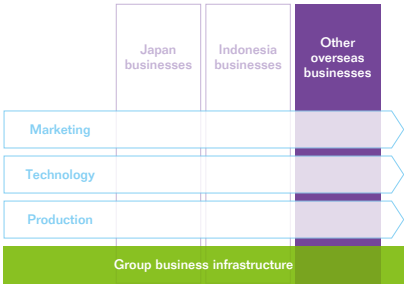 Japan
businesses
Indonesia
businesses
Other
overseas
businesses
Marketing
Technology
Production
Group business infrastructure